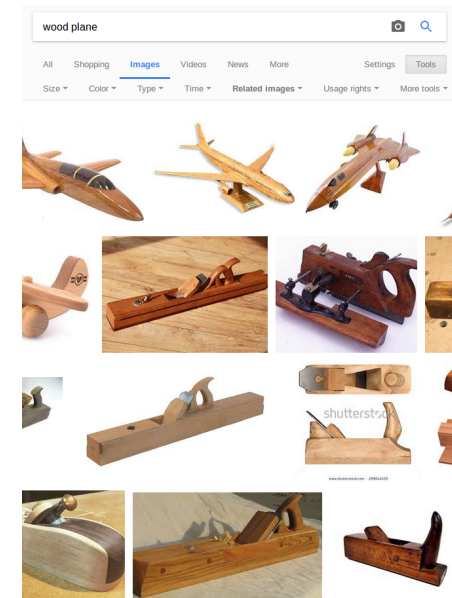 wood plane
All Shopping Images Videos News More Settings Tools
Size Color Type Time Related images Usage rights More tools
shutterstock